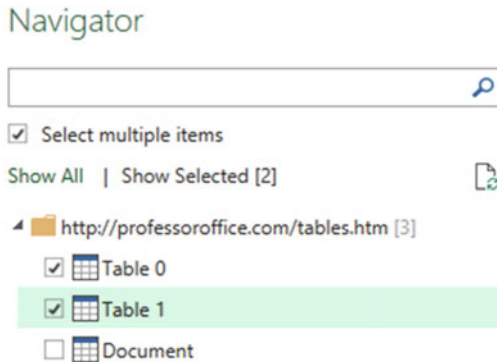 Navigator
Select multiple items
Show All | Show Selected [2]
http://professoroffice.com/tables.htm [3]
Table 0
Table 1
Document